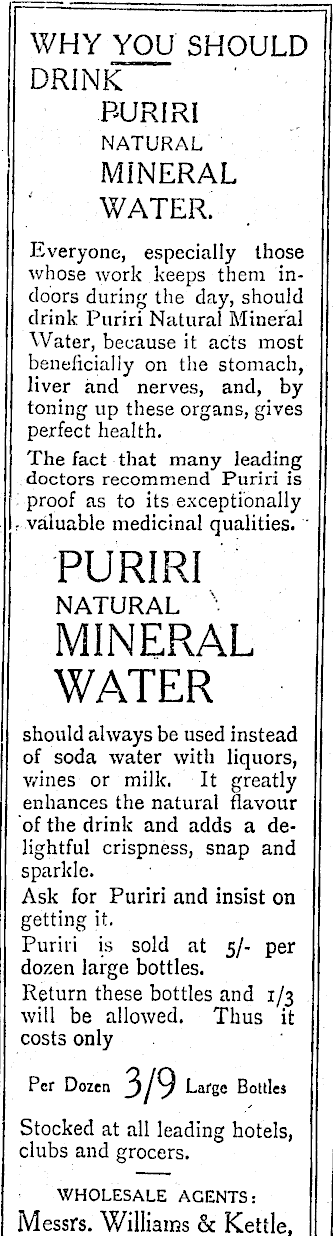 WHY YOU SHOULD
DRINK
PURIRI
NATURAL
MINERAL
WATER.
Everyone, especially those
whose work keeps them in-
doors during the day, should
drink Puriri Natural Mineral
Water, because it acts most
beneficially on the stomach,
liver and nerves, and, by
toning up these organs, gives
perfect health.
The fact that many leading
doctors recommend Puriri is
proof as to its exceptionally
valuable medicinal qualities.
PURIRI
NATURAL
MINERAL
WATER
should always be used instead
of soda water with liquors,
wines or milk. It greatly
enhances the natural flavour
of the drink and adds a de-
lightful crispness, snap and
sparkle.
Ask for Puriri and insist on
getting it.
Puriri is sold at 5/- per
dozen large bottles.
Return these bottles and 1/3
will be allowed. Thus it
costs only
Per Dozen 3/9 Large Bottles
Stocked at all leading hotels,
clubs and grocers.
WHOLESALE AGENTS:
Messrs. Williams & Kettle,